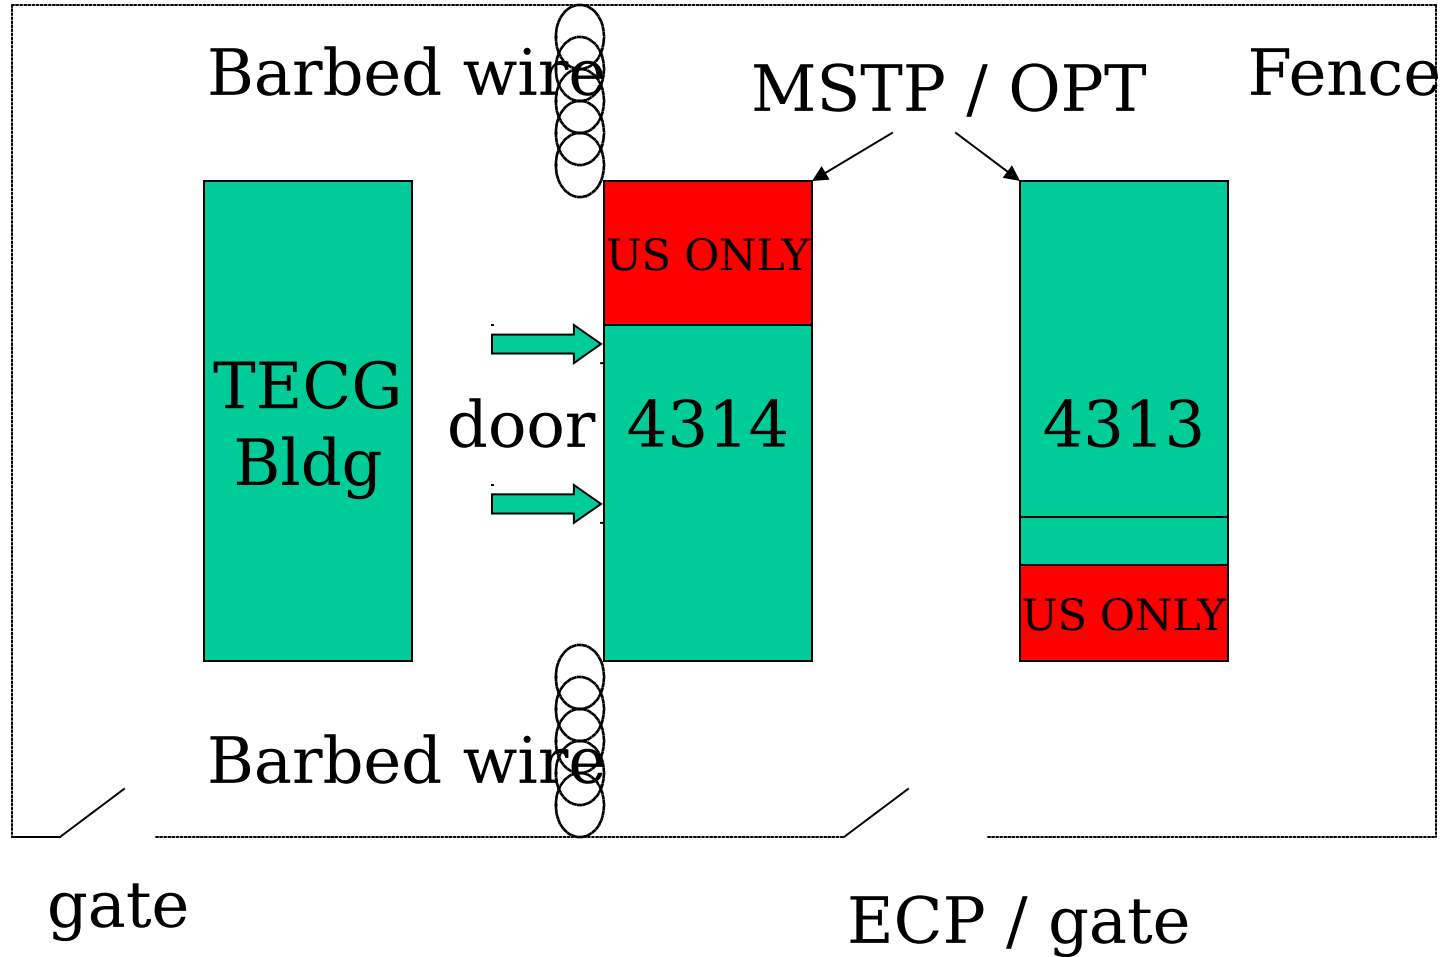 Barbed wire
MSTP / OPT
Fence
US ONLY
TECG
Bldg
door
4314
4313
US ONLY
Barbed wire
gate
ECP / gate